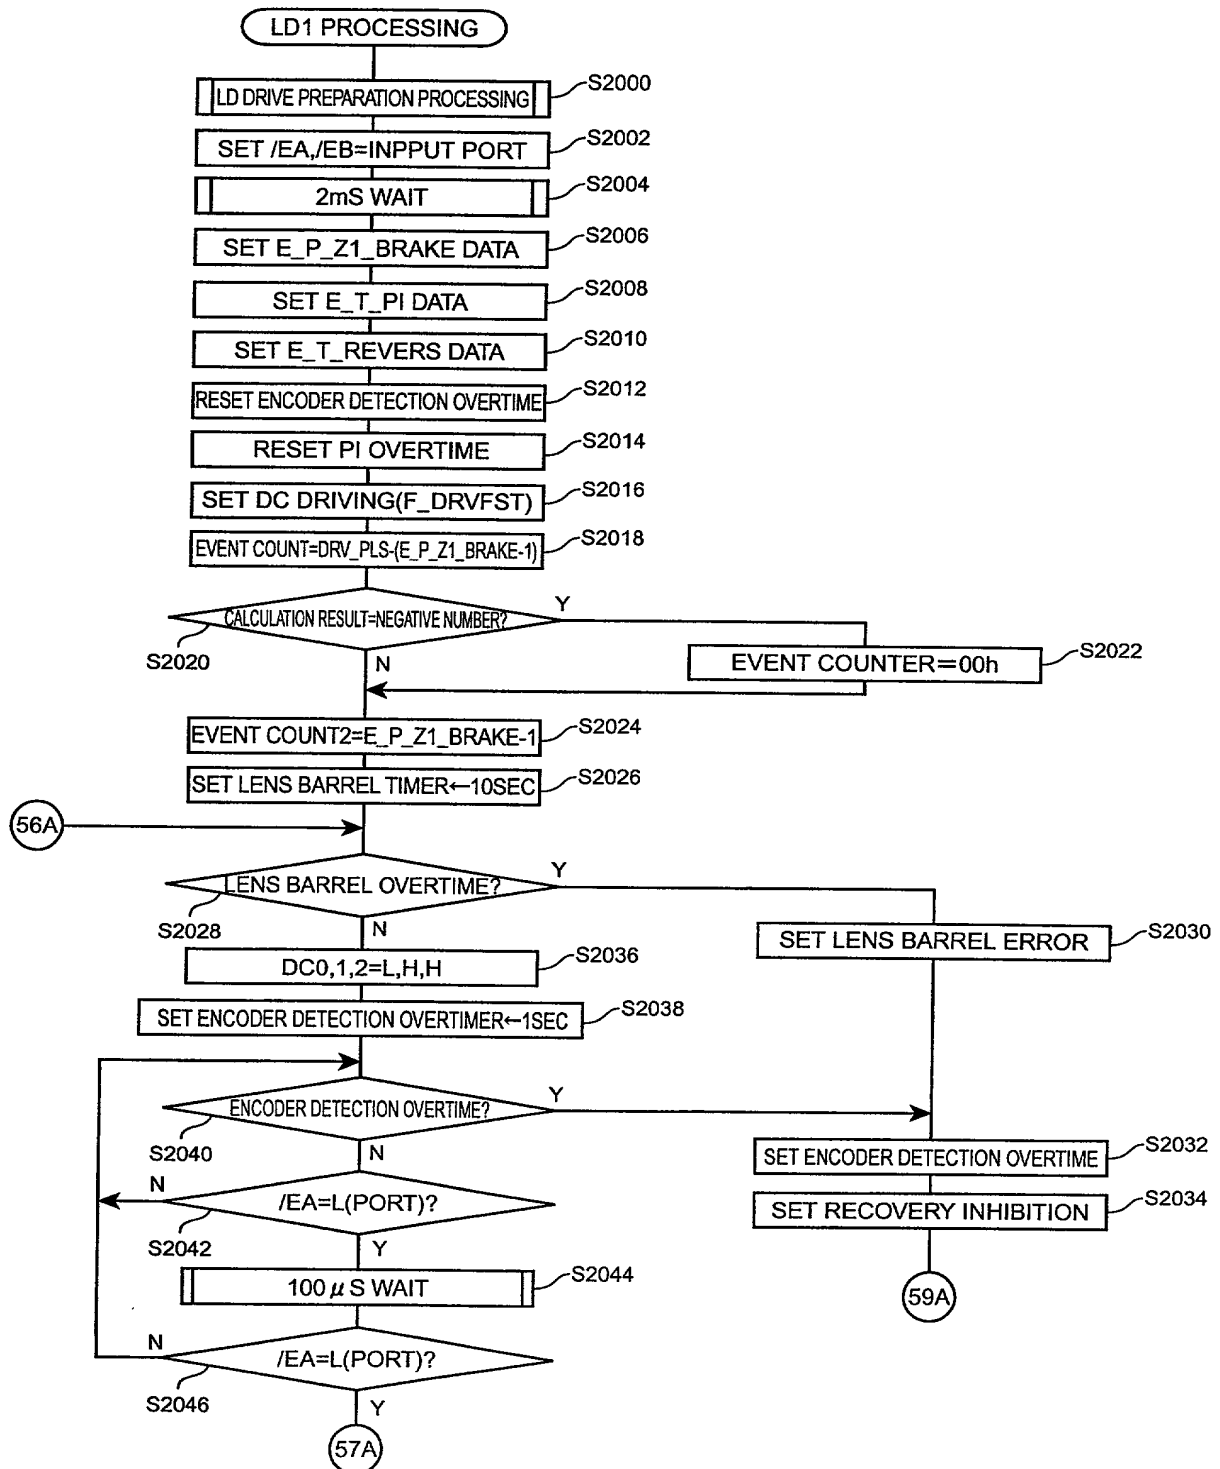 LD1 PROCESSING
LD DRIVE PREPARATION PROCESSING
S2000
SET /EA,/EB=INPPUT PORT
S2002
2mS WAIT
S2004
SET E_P_Z1_BRAKE DATA
S2006
SET E_T_PI DATA
S2008
SET E_T_REVERS DATA
S2010
RESET ENCODER DETECTION OVERTIME
S2012
RESET PI OVERTIME
S2014
SET DC DRIVING(F_DRVFST)
S2016
EVENT COUNT=DRV_PLS-(E_P_Z1_BRAKE-1)
S2018
CALCULATION RESULT=NEGATIVE NUMBER?
Y
S2020
N
EVENT COUNTER=00h
S2022
EVENT COUNT2=E_P_Z1_BRAKE-1
S2024
SET LENS BARREL TIMER←10SEC
S2026
56A
LENS BARREL OVERTIME?
Y
S2028
N
SET LENS BARREL ERROR
S2030
DC0,1,2=L,H,H
S2036
SET ENCODER DETECTION OVERTIMER←1SEC
S2038
ENCODER DETECTION OVERTIME?
Y
S2040
N
SET ENCODER DETECTION OVERTIME
S2032
N
/EA=L(PORT)?
SET RECOVERY INHIBITION
S2034
S2042
Y
100μS WAIT
S2044
59A
N
/EA=L(PORT)?
S2046
Y
57A